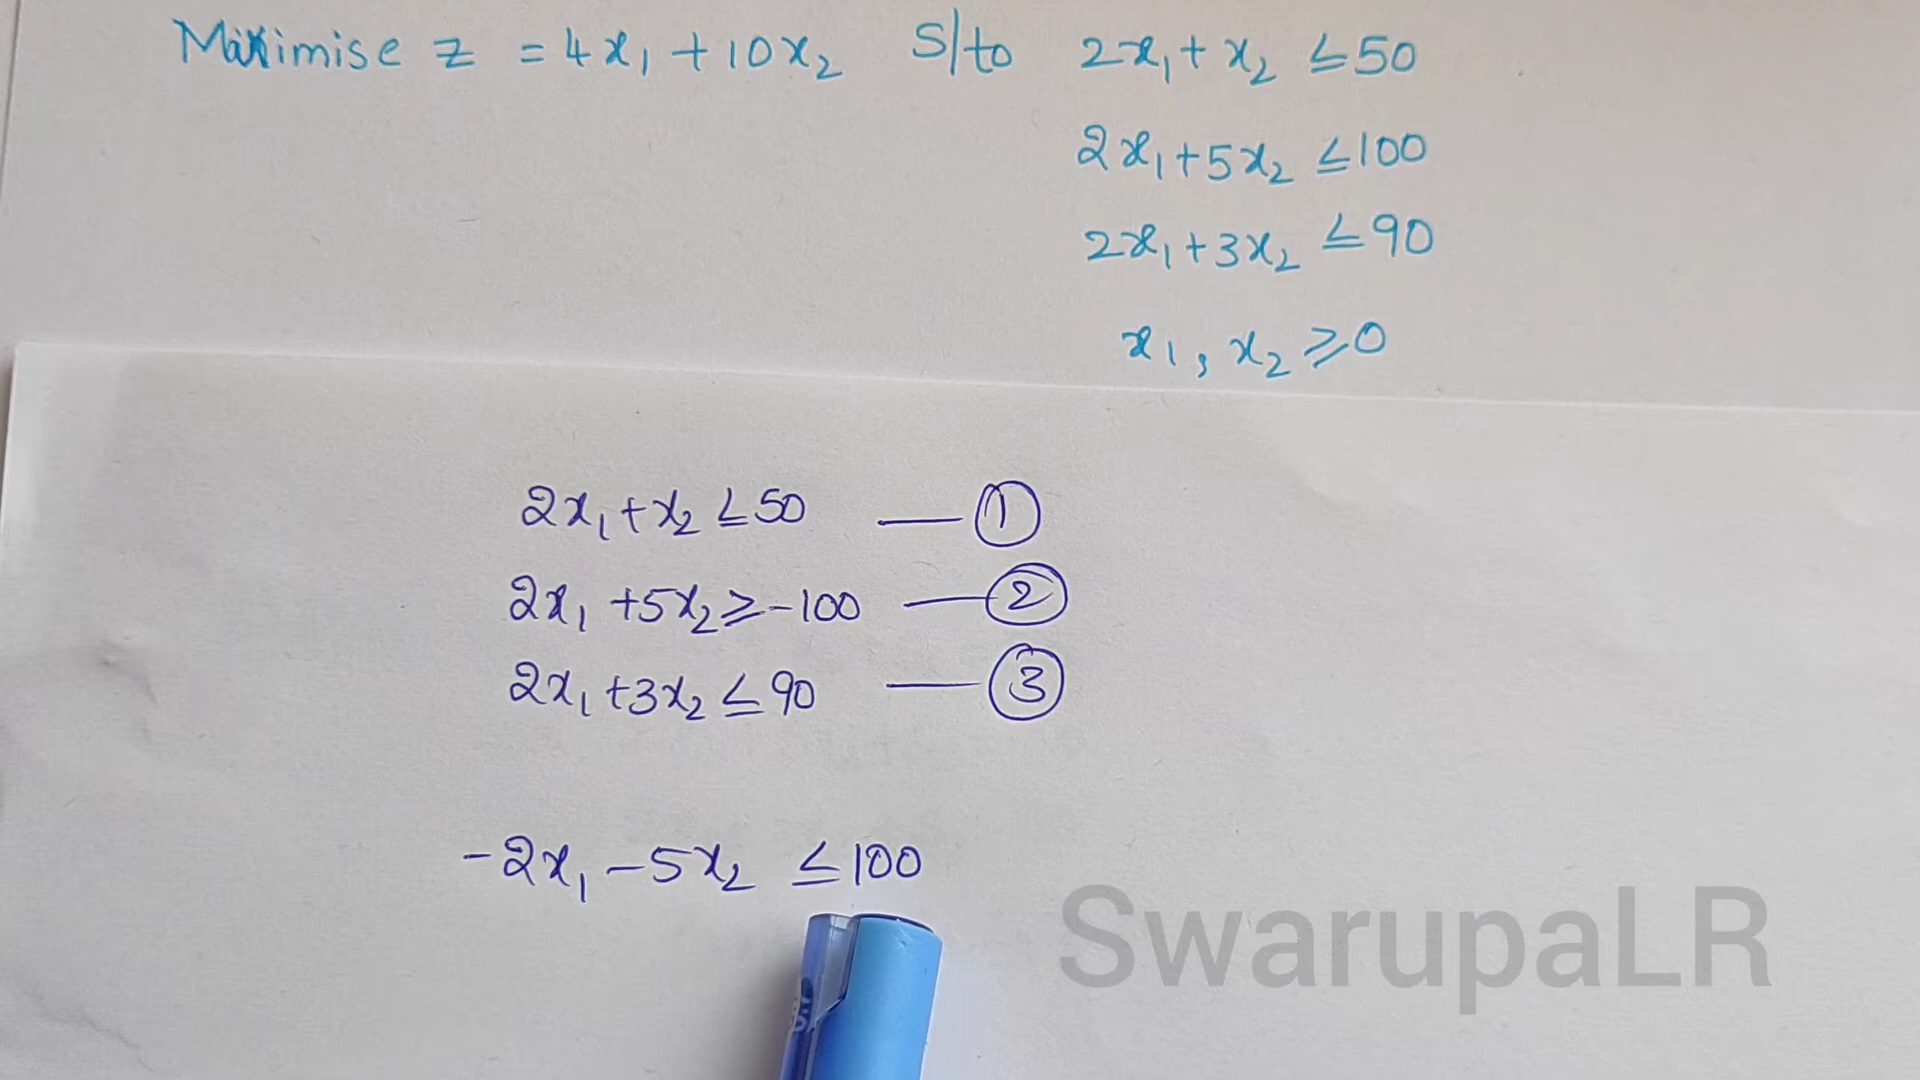 Maximise z = 4x₁ + 10x₂ S/to 2x₁ + x₂ ≤ 50
2x₁ + 5x₂ ≤ 100
2x₁ + 3x₂ ≤ 90
x₁, x₂ ≥ 0
2x₁ + x₂ ≤ 50 — ①
2x₁ + 5x₂ ≥ -100 — ②
2x₁ + 3x₂ ≤ 90 — ③
-2x₁ - 5x₂ ≤ 100
SwarupaLR